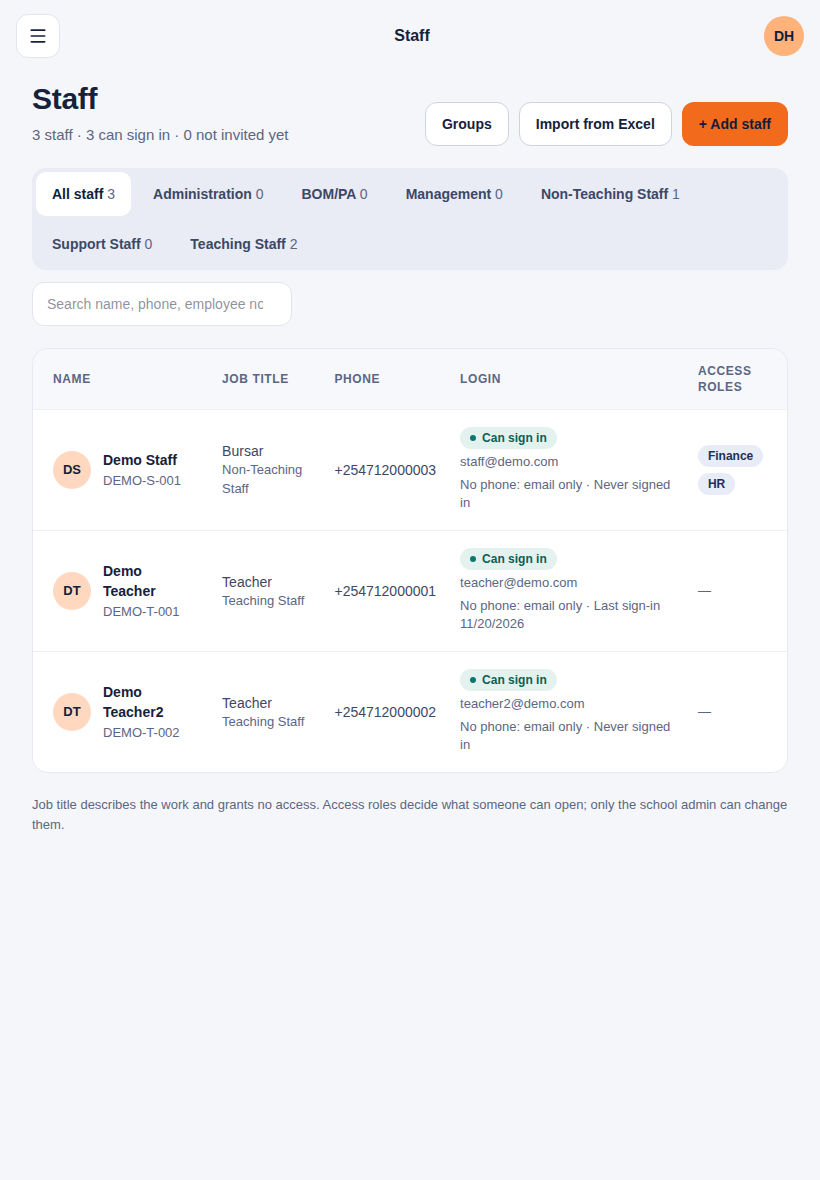 Staff
DH
Staff
3 staff · 3 can sign in · 0 not invited yet
Groups
Import from Excel
+ Add staff
All staff 3
Administration 0
BOM/PA 0
Management 0
Non-Teaching Staff 1
Support Staff 0
Teaching Staff 2
Search name, phone, employee no
NAME
JOB TITLE
PHONE
LOGIN
ACCESS
ROLES
DS
Demo Staff
DEMO-S-001
Bursar
Non-Teaching
Staff
+254712000003
Can sign in
staff@demo.com
No phone: email only · Never signed
in
Finance
HR
DT
Demo
Teacher
DEMO-T-001
Teacher
Teaching Staff
+254712000001
Can sign in
teacher@demo.com
No phone: email only · Last sign-in
11/20/2026
—
DT
Demo
Teacher2
DEMO-T-002
Teacher
Teaching Staff
+254712000002
Can sign in
teacher2@demo.com
No phone: email only · Never signed
in
—
Job title describes the work and grants no access. Access roles decide what someone can open; only the school admin can change
them.